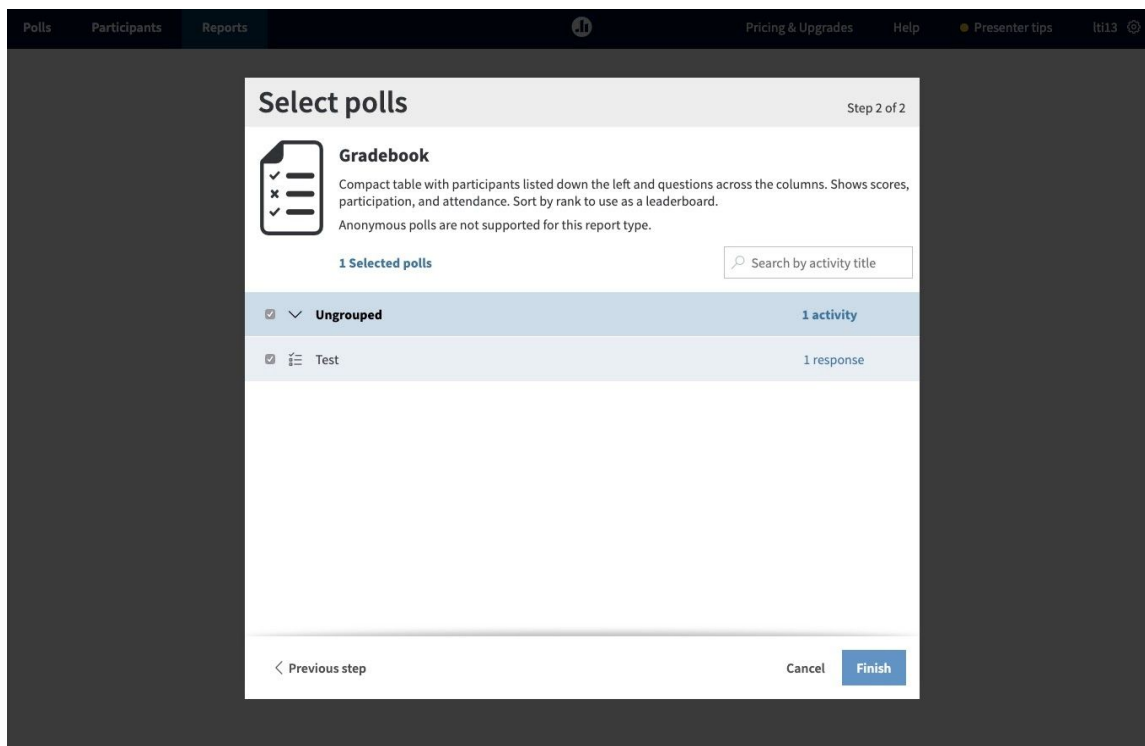 Polls Participants Reports Pricing & Upgrades Help Presenter tips lti13
Select polls
Step 2 of 2
Gradebook
Compact table with participants listed down the left and questions across the columns. Shows scores,
participation, and attendance. Sort by rank to use as a leaderboard.
Anonymous polls are not supported for this report type.
1 Selected polls
Search by activity title
Ungrouped 1 activity
Test 1 response
Previous step Cancel Finish